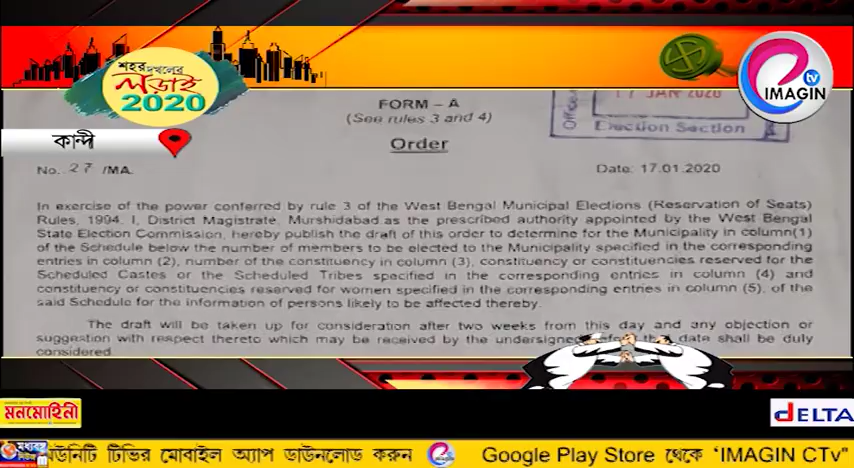 শহর দখলের
লড়াই
2020
tv
IMAGIN
কান্দী
FORM – A
(See rules 3 and 4)
Order
17 JAN 2020
Election Section
No. 27 /MA.
Date: 17.01.2020
In exercise of the power conferred by rule 3 of the West Bengal Municipal Elections (Reservation of Seats)
Rules, 1994, I, District Magistrate, Murshidabad as the prescribed authority appointed by the West Bengal
State Election Commission, hereby publish the draft of this order to determine for the Municipality in column(1)
of the Schedule below the number of members to be elected to the Municipality specified in the corresponding
entries in column (2), number of the constituency in column (3), constituency or constituencies reserved for the
Scheduled Castes or the Scheduled Tribes specified in the corresponding entries in column (4) and
constituency or constituencies reserved for women specified in the corresponding entries in column (5), of the
said Schedule for the information of persons likely to be affected thereby.
The draft will be taken up for consideration after two weeks from this day and any objection or
suggestion with respect thereto which may be received by the undersigned date shall be duly
considered.
মনমোহিনী
DELTA
মধ্যবঙ্গ
উনিটি টিভির মোবাইল অ্যাপ ডাউনলোড করুন Google Play Store থেকে ‘IMAGIN CTv”